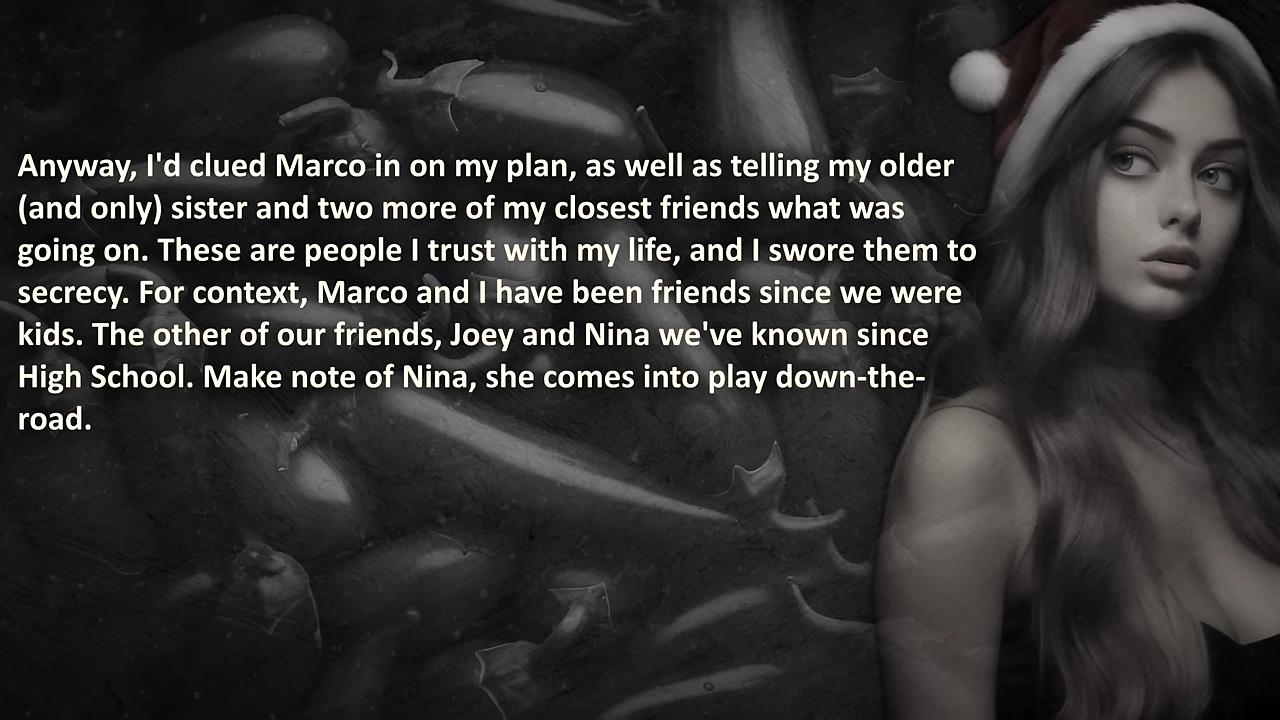 Anyway, I'd clued Marco in on my plan, as well as telling my older
(and only) sister and two more of my closest friends what was
going on. These are people I trust with my life, and I swore them to
secrecy. For context, Marco and I have been friends since we were
kids. The other of our friends, Joey and Nina we've known since
High School. Make note of Nina, she comes into play down-the-
road.